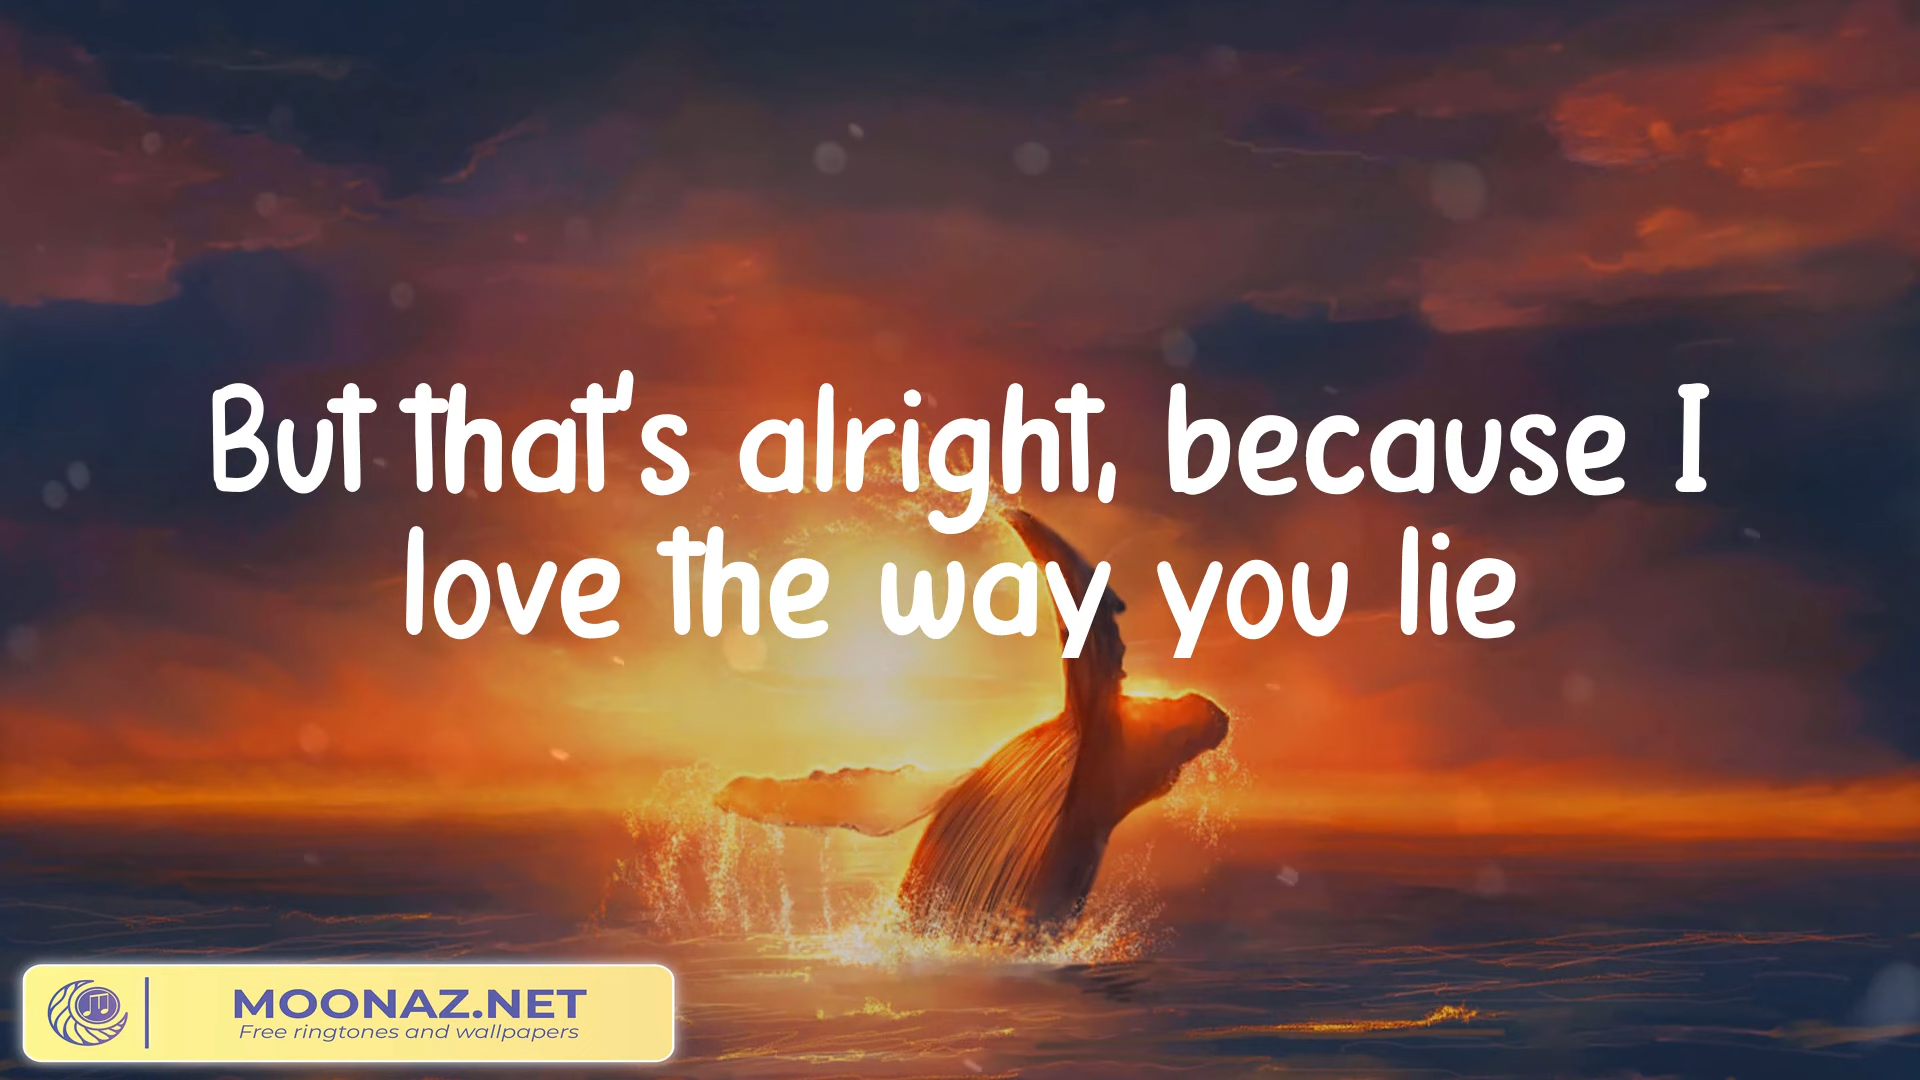 But that's alright, because I
love the way you lie
MOONAZ.NET
Free ringtones and wallpapers